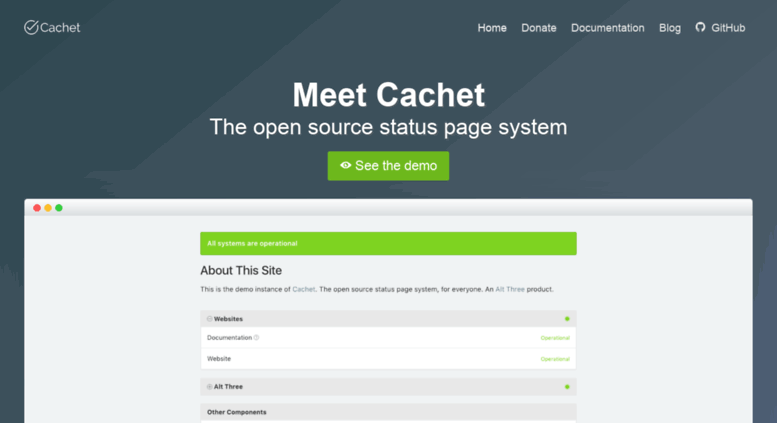 Cachet
Home Donate Documentation Blog GitHub
Meet Cachet
The open source status page system
See the demo
All systems are operational
About This Site
This is the demo instance of Cachet. The open source status page system, for everyone. An Alt Three product.
Websites
Documentation Operational
Website Operational
Alt Three
Other Components